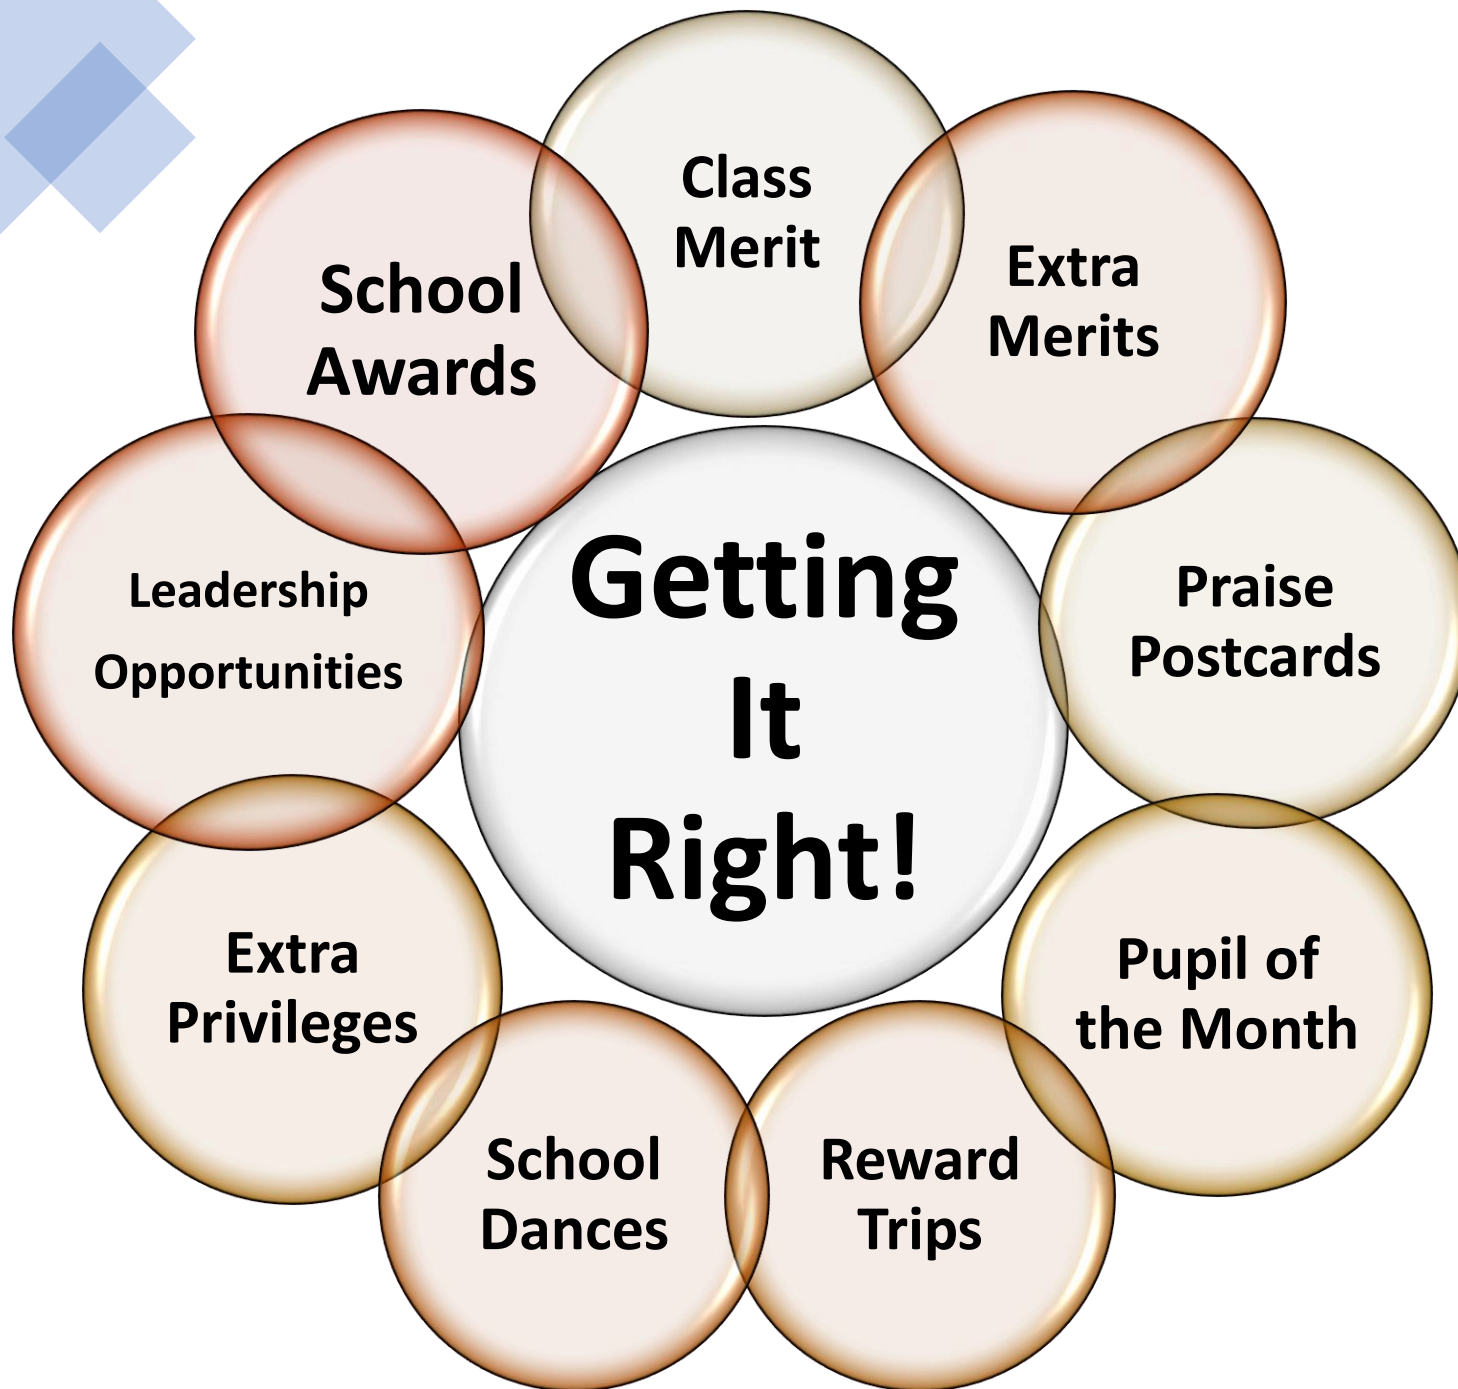 Class
Merit
Extra
Merits
Praise
Postcards
Pupil of
the Month
Reward
Trips
School
Dances
Extra
Privileges
Leadership
Opportunities
School
Awards
Getting
It
Right!